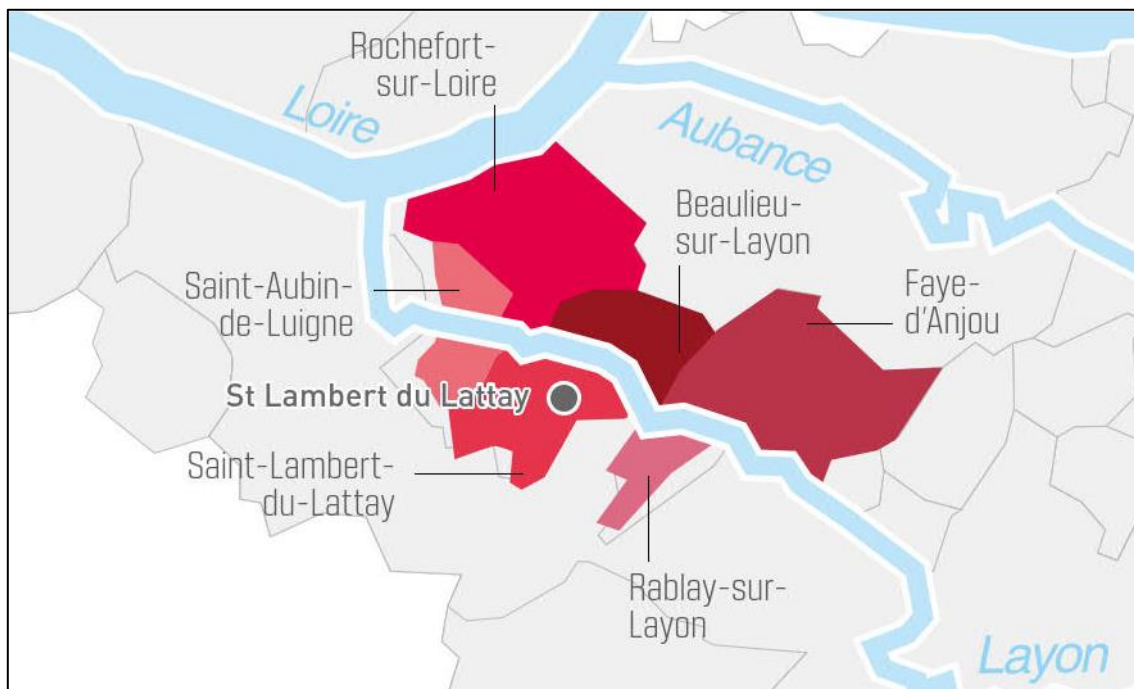 Rochefort-
sur-Loire
Loire
Aubance
Beaulieu-
sur-Layon
Saint-Aubin-
de-Luigne
Faye-
d'Anjou
St Lambert du Lattay
Saint-Lambert-
du-Lattay
Rablay-sur-
Layon
Layon